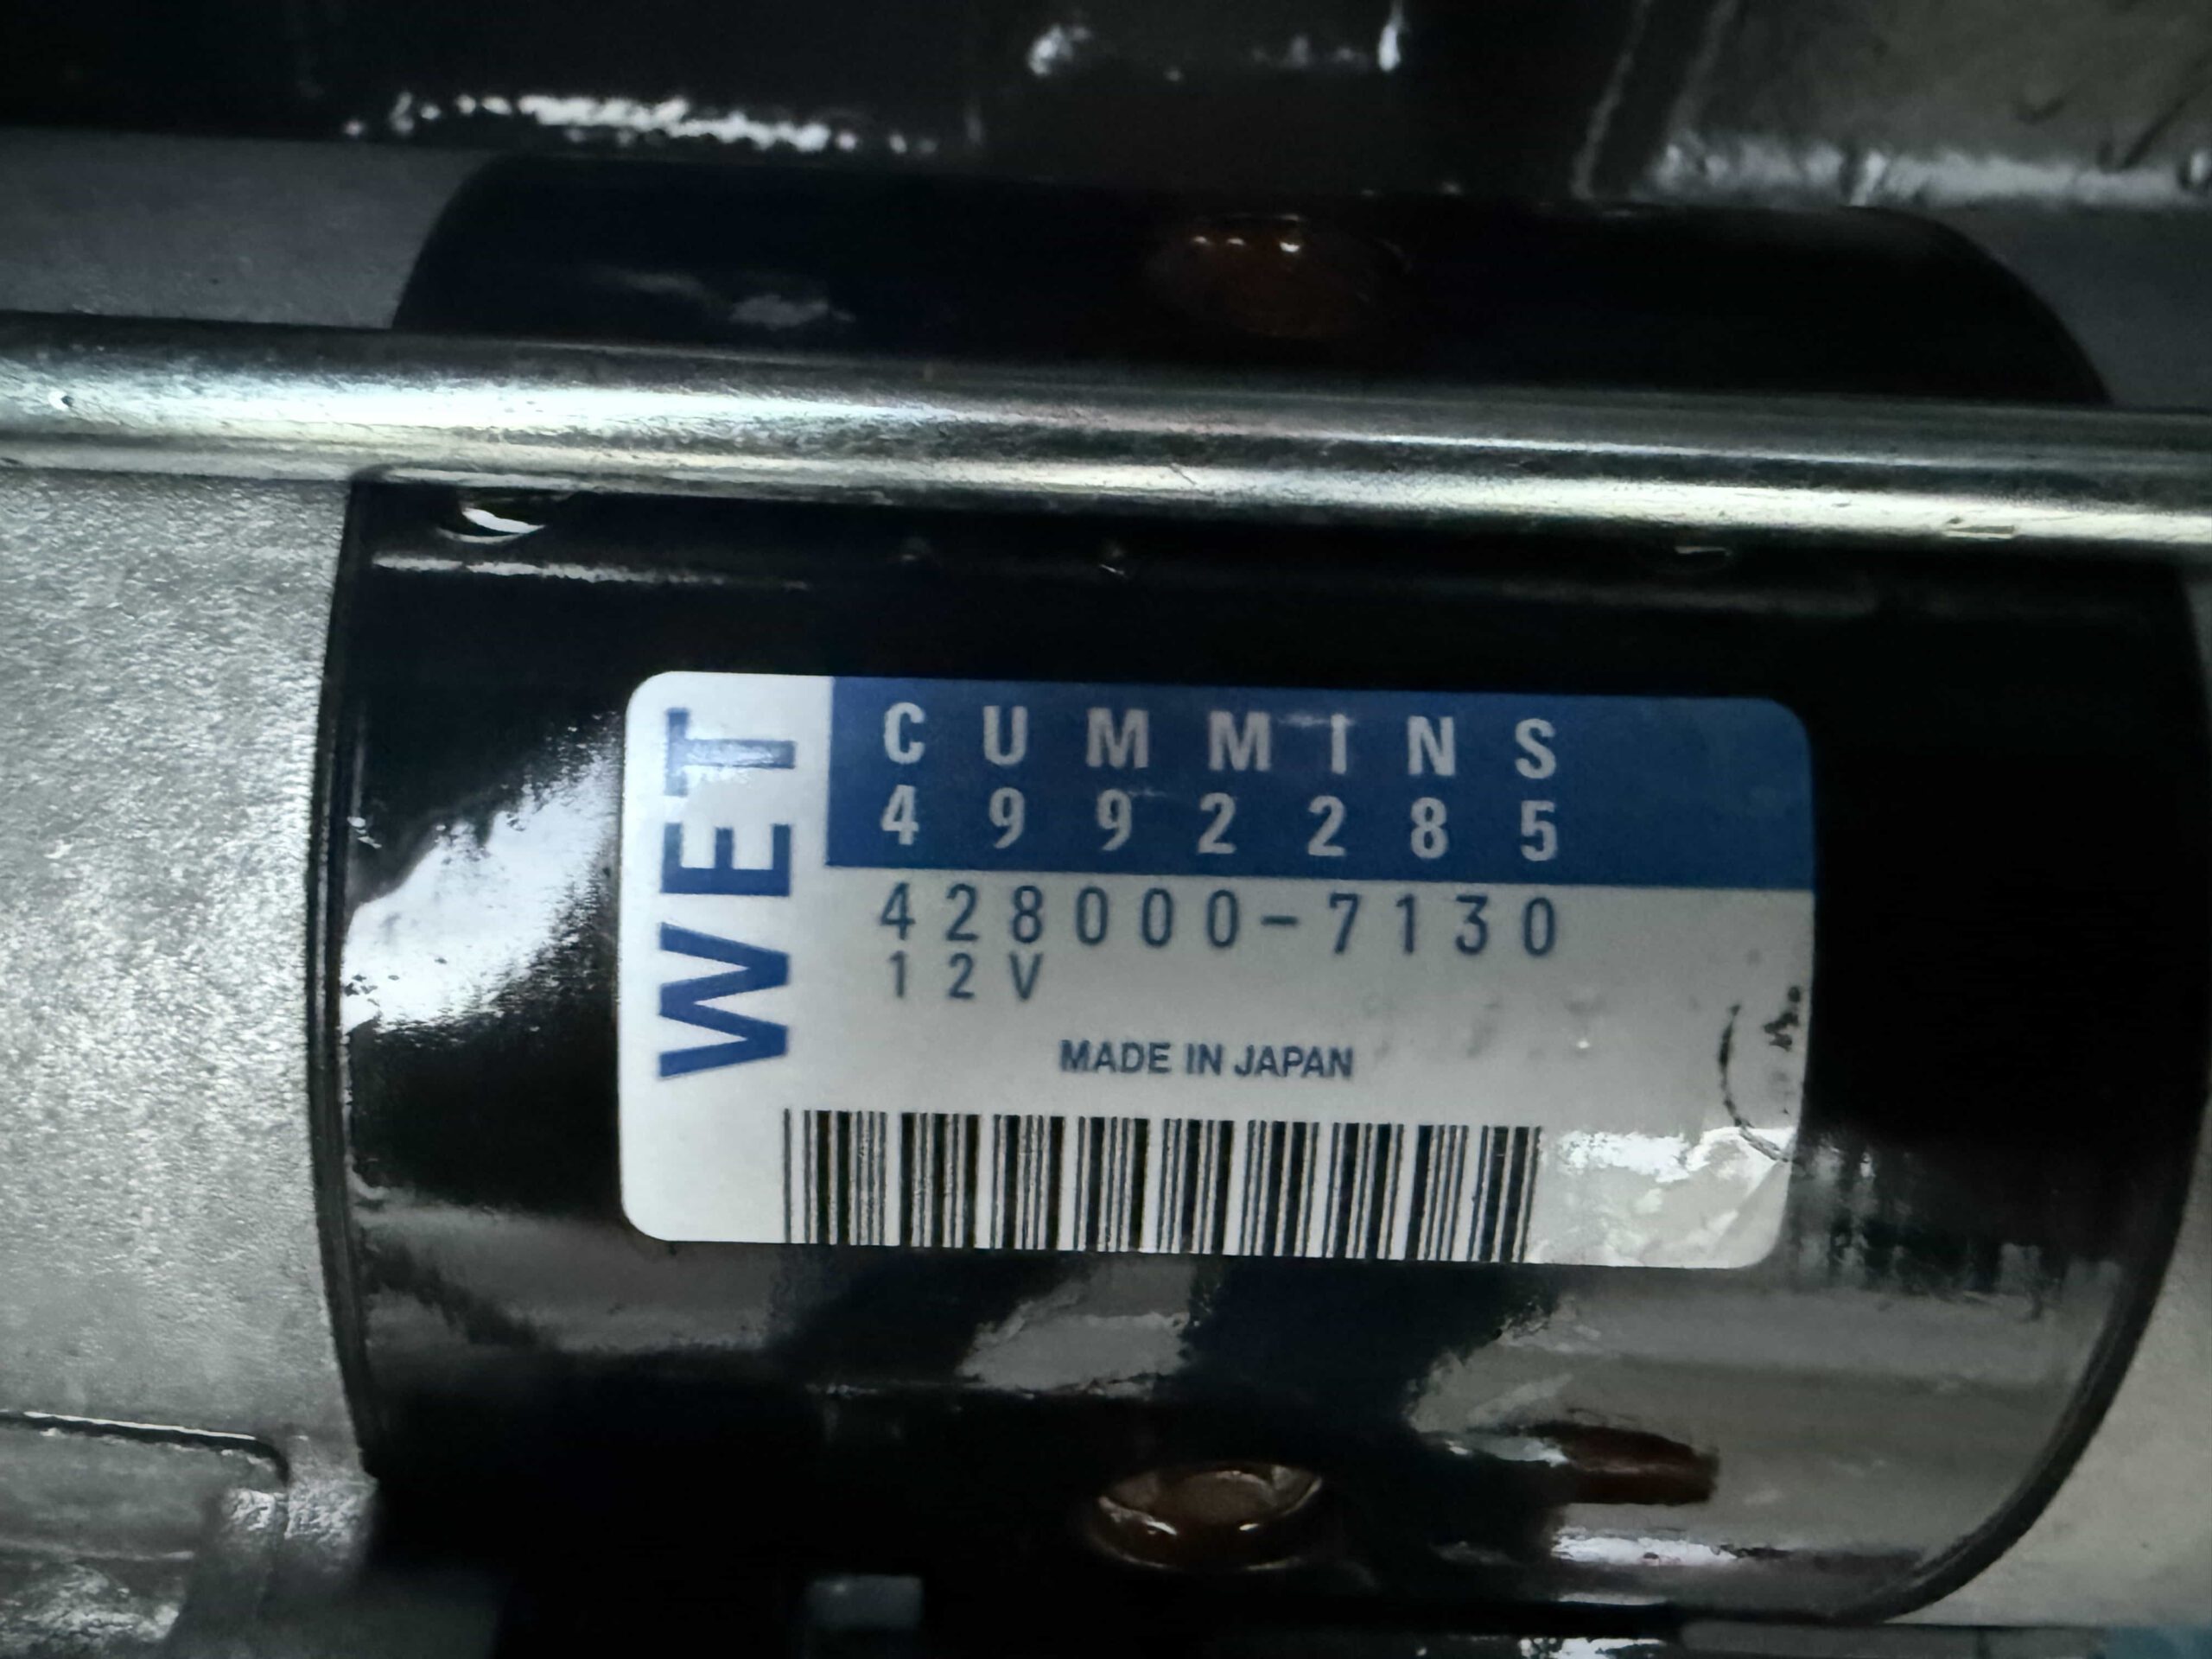 WET
CUMMINS
4992285
428000-7130
12V
MADE IN JAPAN